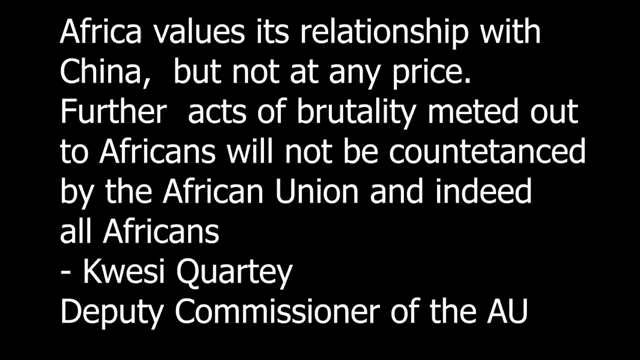 Africa values its relationship with
China,  but not at any price.
Further  acts of brutality meted out
to Africans will not be countetanced
by the African Union and indeed
all Africans
- Kwesi Quartey
Deputy Commissioner of the AU